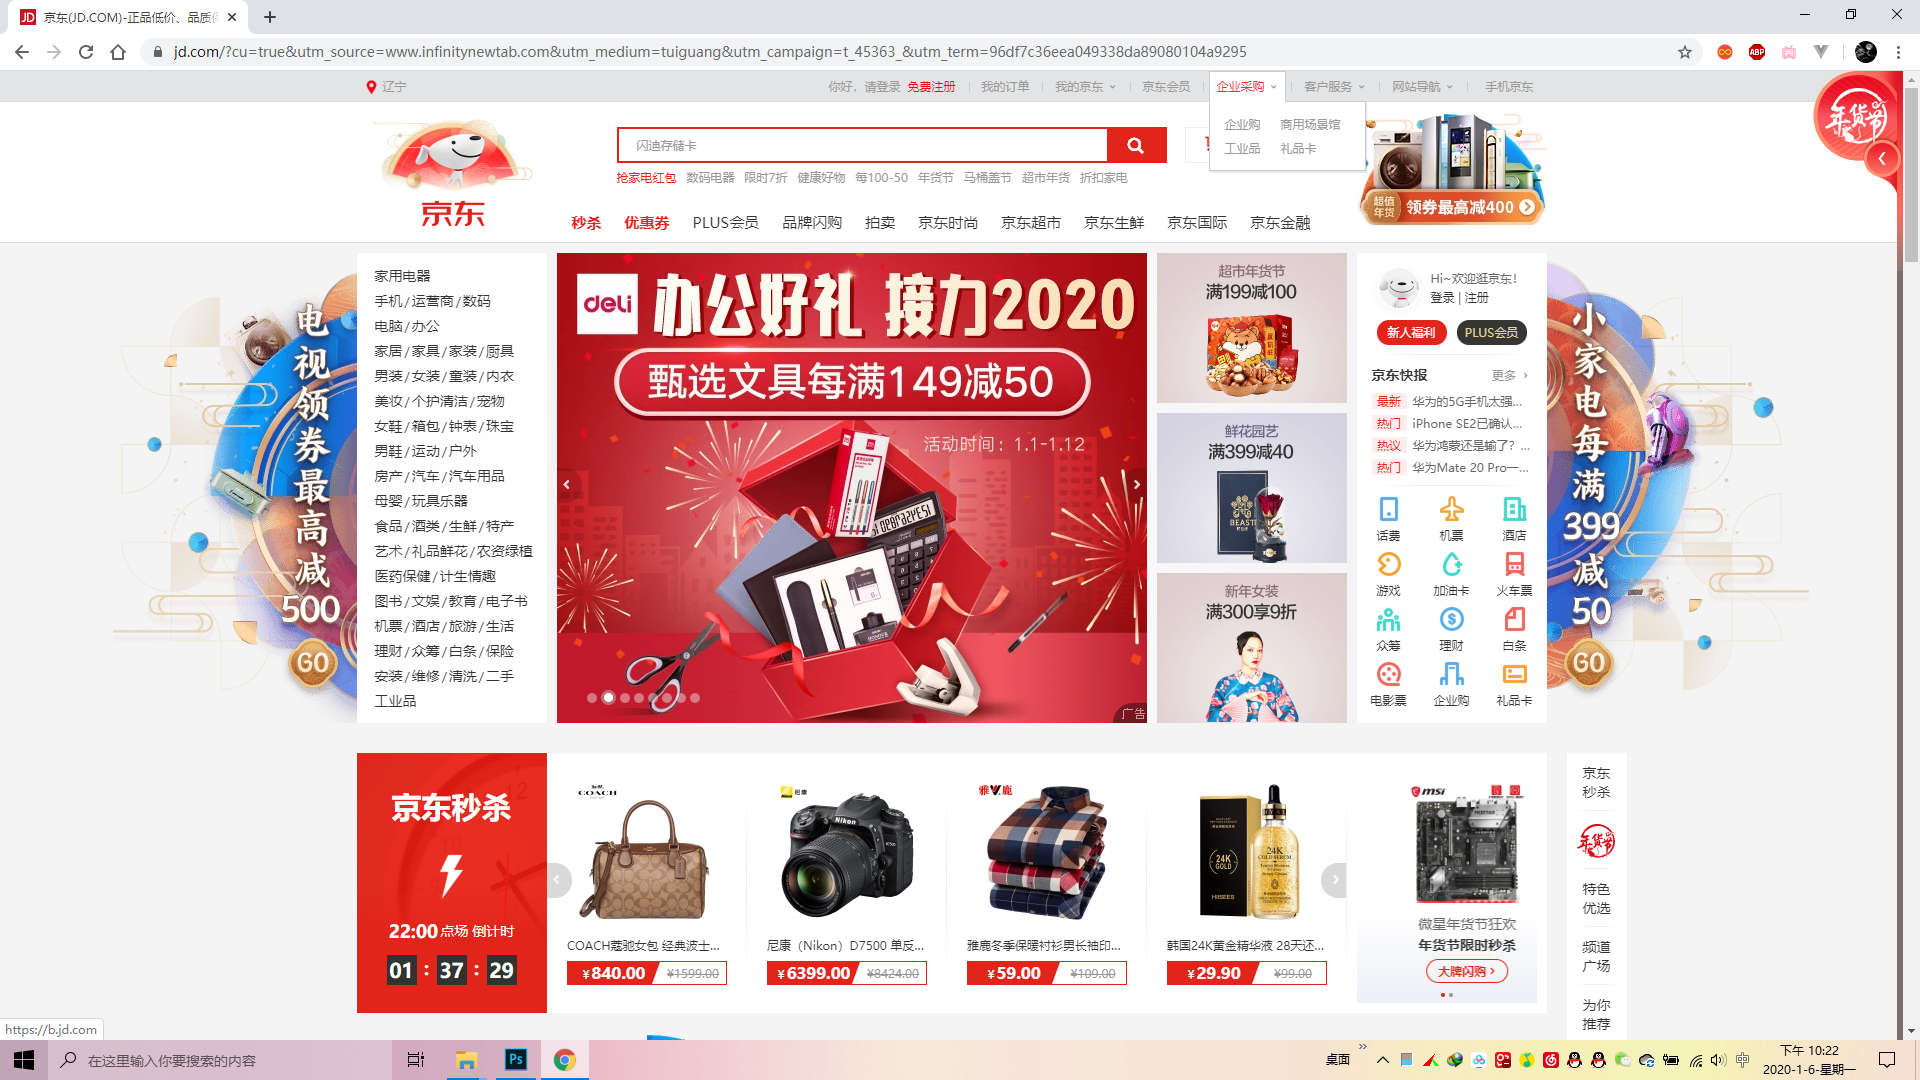 京东(JD.COM)-正品低价、品质
jd.com/?cu=true&utm_source=www.infinitynewtab.com&utm_medium=tuiguang&utm_campaign=t_45363_&utm_term=96df7c36eea049338da89080104a9295
辽宁
你好，请登录 免费注册 我的订单 我的京东 京东会员 企业采购 客户服务 网站导航 手机京东
企业购 商用场景馆
工业品 礼品卡
年货节
闪迪存储卡
抢家电红包 数码电器 限时7折 健康好物 每100-50 年货节 马桶盖节 超市年货 折扣家电
京东
秒杀 优惠券 PLUS会员 品牌闪购 拍卖 京东时尚 京东超市 京东生鲜 京东国际 京东金融
超值年货 领券最高减400
家用电器
手机/运营商/数码
电脑/办公
家居/家具/家装/厨具
男装/女装/童装/内衣
美妆/个护清洁/宠物
女鞋/箱包/钟表/珠宝
男鞋/运动/户外
房产/汽车/汽车用品
母婴/玩具乐器
食品/酒类/生鲜/特产
艺术/礼品鲜花/农资绿植
医药保健/计生情趣
图书/文娱/教育/电子书
机票/酒店/旅游/生活
理财/众筹/白条/保险
安装/维修/清洗/二手
工业品
电视领券最高减500
GO
deli 办公好礼 接力2020
甄选文具每满149减50
活动时间：1.1-1.12
广告
超市年货节
满199减100
鲜花园艺
满399减40
BEAST
新年女装
满300享9折
Hi~欢迎逛京东!
登录 | 注册
新人福利 PLUS会员
京东快报 更多
最新 华为的5G手机太强...
热门 iPhone SE2已确认...
热议 华为鸿蒙还是输了？...
热门 华为Mate 20 Pro一...
话费 机票 酒店
游戏 加油卡 火车票
众筹 理财 白条
电影票 企业购 礼品卡
小家电每满399减50
GO
京东秒杀
22:00点场 倒计时
01 : 37 : 29
COACH
COACH蔻驰女包 经典波士...
¥840.00 ¥1599.00
Nikon 尼康
Nikon
尼康（Nikon）D7500 单反...
¥6399.00 ¥8424.00
雅鹿
雅鹿冬季保暖衬衫男长袖印...
¥59.00 ¥109.00
24K GOLD
HIISEES
24K
GOLD SERUM
韩国24K黄金精华液 28天还...
¥29.90 ¥99.00
msi
微星年货节狂欢
年货节限时秒杀
大牌闪购
京东
秒杀
年货节
特色
优选
频道
广场
为你
推荐
https://b.jd.com
在这里输入你要搜索的内容
Ps
桌面
中
下午 10:22
2020-1-6-星期一